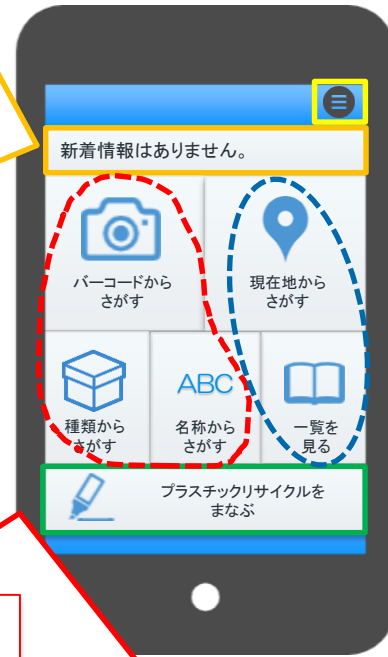 新着情報はありません。
バーコードから
さがす
現在地から
さがす
ABC
種類から
さがす
名称から
さがす
一覧を
見る
プラスチックリサイクルを
まなぶ